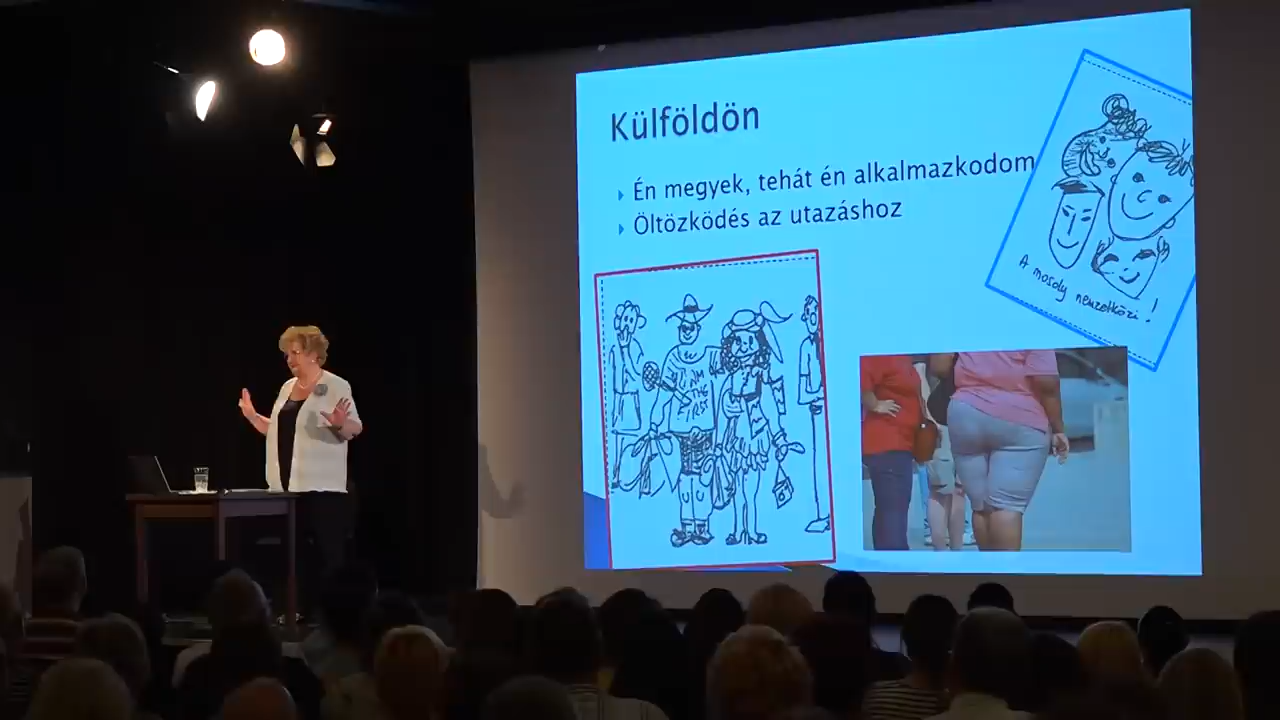 Külföldön
Én megyek, tehát én alkalmazkodom
Öltözködés az utazáshoz
A mosoly nemzetközi!